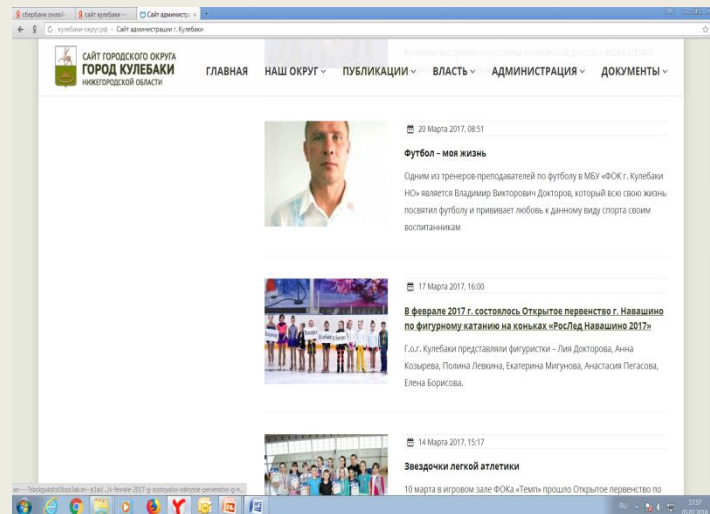 сбербанк онлай
сайт кулебаки —
Сайт администр
кулебаки-округ.рф - Сайт администрации г. Кулебаки
САЙТ ГОРОДСКОГО ОКРУГА
ГОРОД КУЛЕБАКИ
НИЖЕГОРОДСКОЙ ОБЛАСТИ
ГЛАВНАЯ НАШ ОКРУГ ПУБЛИКАЦИИ ВЛАСТЬ АДМИНИСТРАЦИЯ ДОКУМЕНТЫ
20 Марта 2017, 08:51
Футбол – моя жизнь
Одним из тренеров-преподавателей по футболу в МБУ «ФОК г. Кулебаки
НО» является Владимир Викторович Докторов, который всю свою жизнь
посвятил футболу и прививает любовь к данному виду спорта своим
воспитанникам
17 Марта 2017, 16:00
В феврале 2017 г. состоялось Открытое первенство г. Навашино
по фигурному катанию на коньках «РосЛед Навашино 2017»
Г.о.г. Кулебаки представляли фигуристки – Лия Докторова, Анна
Козырева, Полина Левкина, Екатерина Мигунова, Анастасия Пегасова,
Елена Борисова.
14 Марта 2017, 15:17
Звездочки легкой атлетики
10 марта в игровом зале ФОКа «Темп» прошло Открытое первенство по
RU
17:57